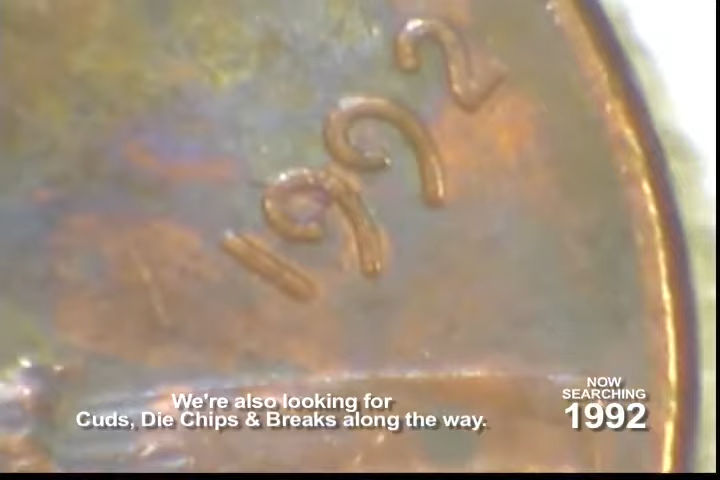 1992
We're also looking for
Cuds, Die Chips & Breaks along the way.
NOW
SEARCHING
1992